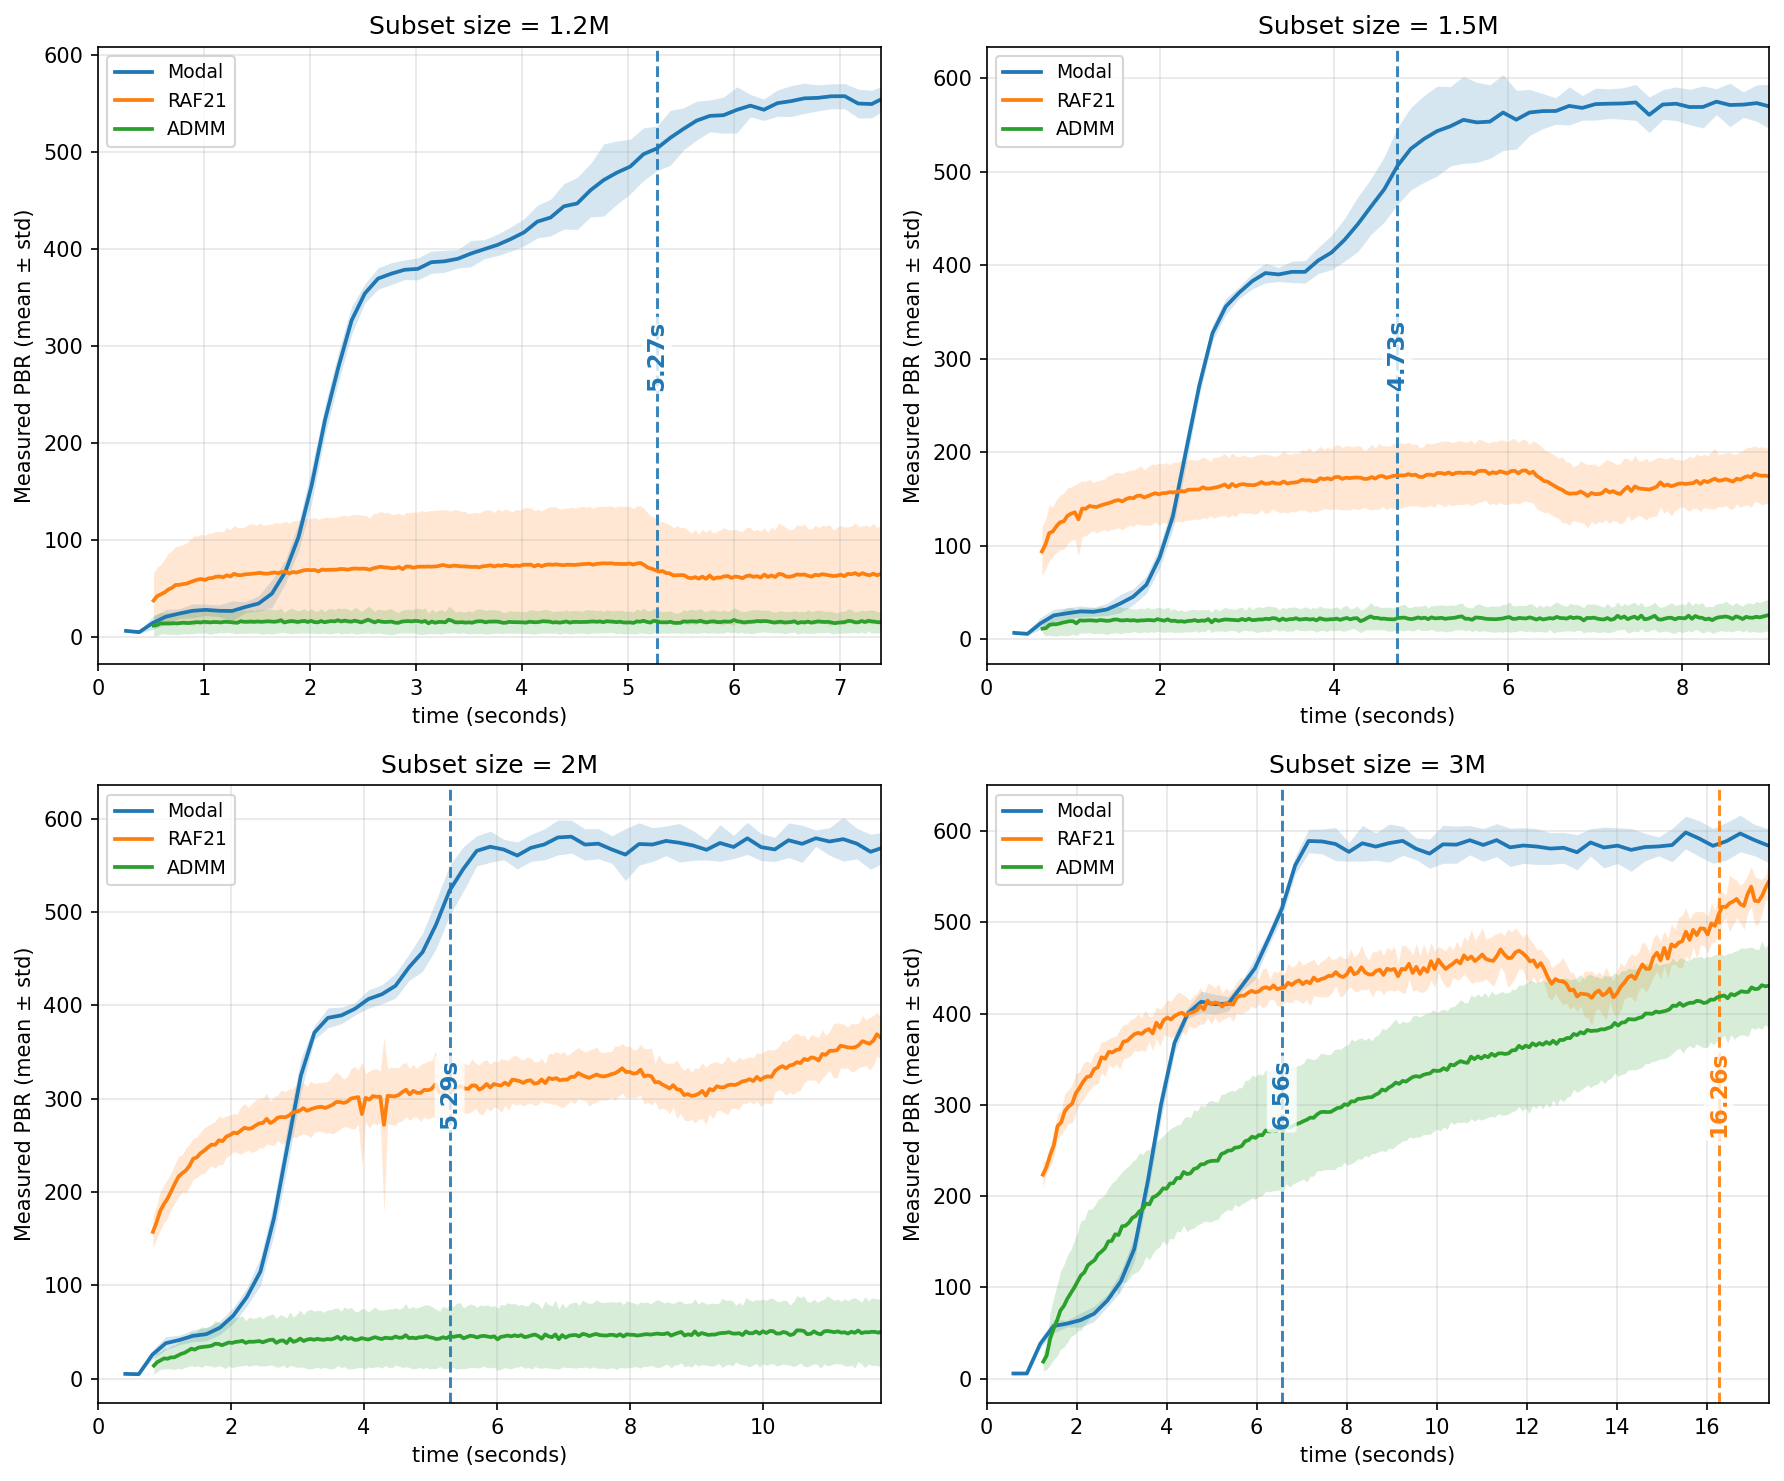 Subset size = 1.2M
Modal
RAF21
ADMM
600
500
400
300
200
100
0
Measured PBR (mean ± std)
5.27s
0 1 2 3 4 5 6 7
time (seconds)
Subset size = 1.5M
Modal
RAF21
ADMM
600
500
400
300
200
100
0
Measured PBR (mean ± std)
4.73s
0 2 4 6 8
time (seconds)
Subset size = 2M
Modal
RAF21
ADMM
600
500
400
300
200
100
0
Measured PBR (mean ± std)
5.29s
0 2 4 6 8 10
time (seconds)
Subset size = 3M
Modal
RAF21
ADMM
600
500
400
300
200
100
0
Measured PBR (mean ± std)
6.56s
16.26s
0 2 4 6 8 10 12 14 16
time (seconds)